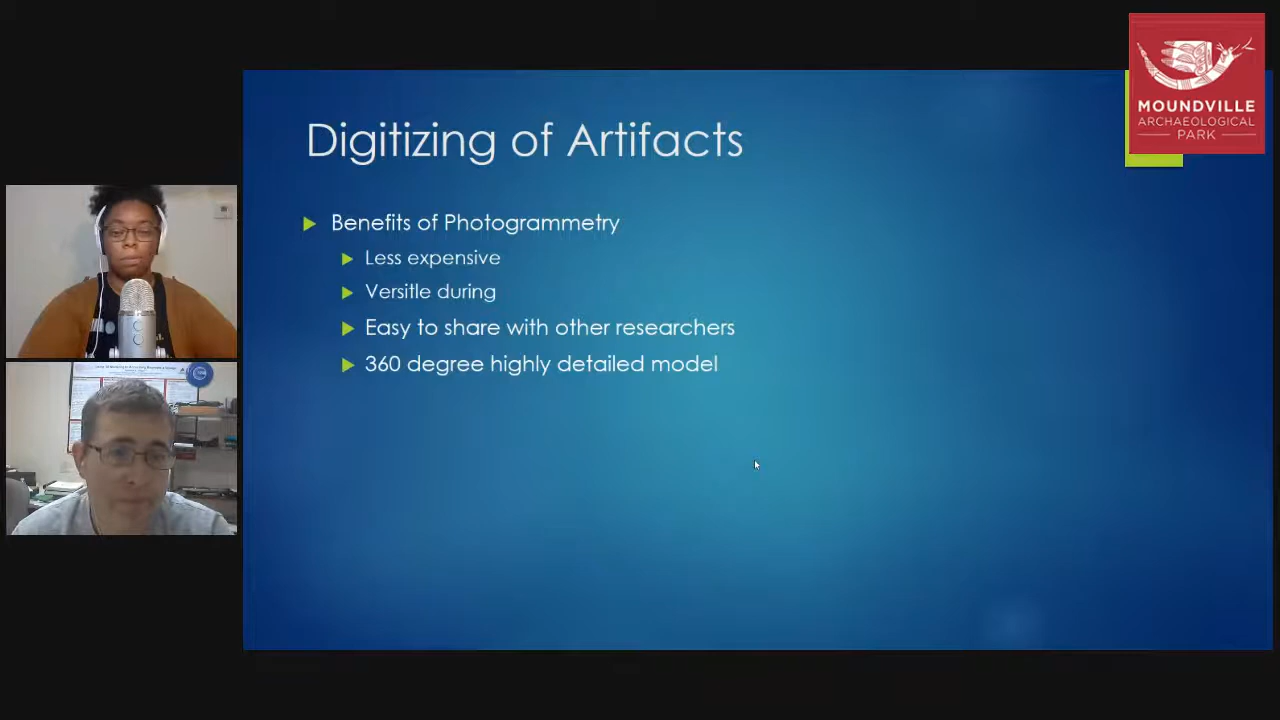 MOUNDVILLE
ARCHAEOLOGICAL
PARK
Digitizing of Artifacts
Benefits of Photogrammetry
Less expensive
Versitle during
Easy to share with other researchers
360 degree highly detailed model